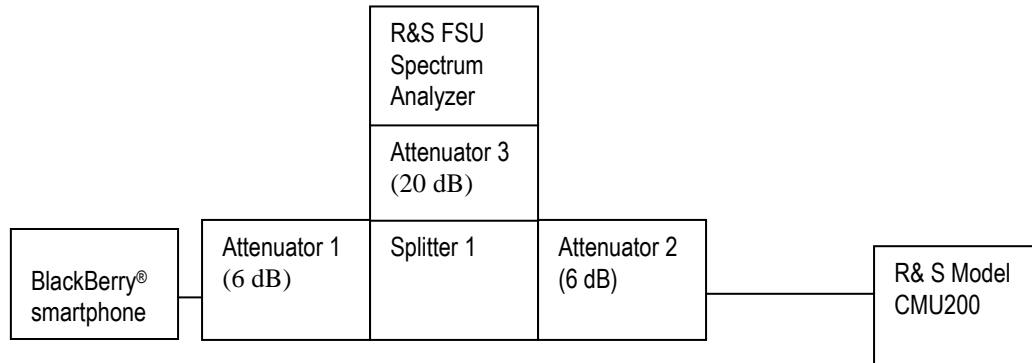 R&S FSU
Spectrum
Analyzer
Attenuator 3
(20 dB)
BlackBerry®
smartphone
Attenuator 1
(6 dB)
Splitter 1
Attenuator 2
(6 dB)
R& S Model
CMU200